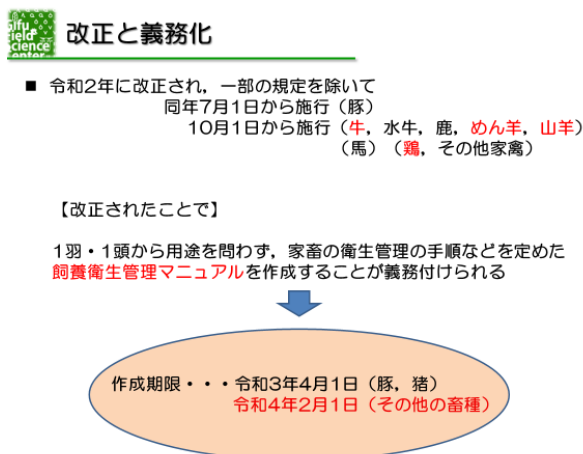 Gifu
Field
Science
Center
改正と義務化
■ 令和2年に改正され，一部の規定を除いて
同年7月1日から施行（豚）
10月1日から施行（牛，水牛，鹿，めん羊，山羊）
（馬）（鶏，その他家禽）
【改正されたことで】
1羽・1頭から用途を問わず，家畜の衛生管理の手順などを定めた
飼養衛生管理マニュアルを作成することが義務付けられる
作成期限・・・令和3年4月1日（豚，猪）
令和4年2月1日（その他の畜種）